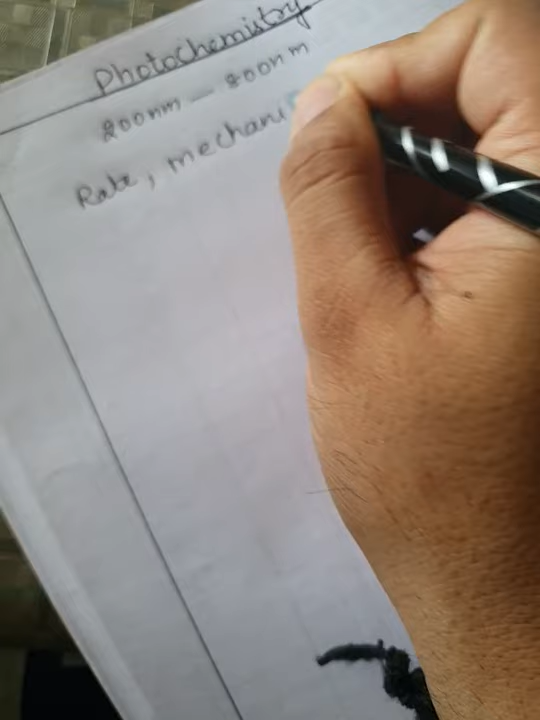 Photochemistry
200nm — 800nm
Rate, mechani